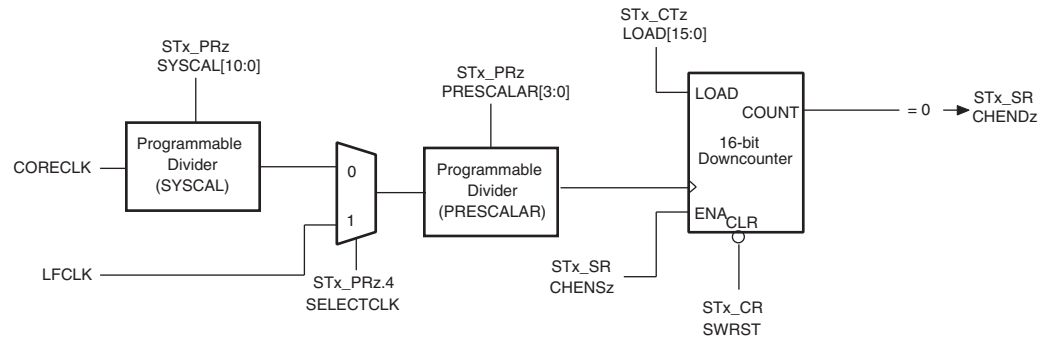 STx_PRz
SYSCAL[10:0]
STx_PRz
PRESCALAR[3:0]
STx_CTz
LOAD[15:0]
CORECLK
Programmable
Divider
(SYSCAL)
0
1
LFCLK
STx_PRz.4
SELECTCLK
Programmable
Divider
(PRESCALAR)
LOAD
COUNT
16-bit
Downcounter
ENA
CLR
STx_SR
CHENSz
STx_CR
SWRST
= 0
STx_SR
CHENDz